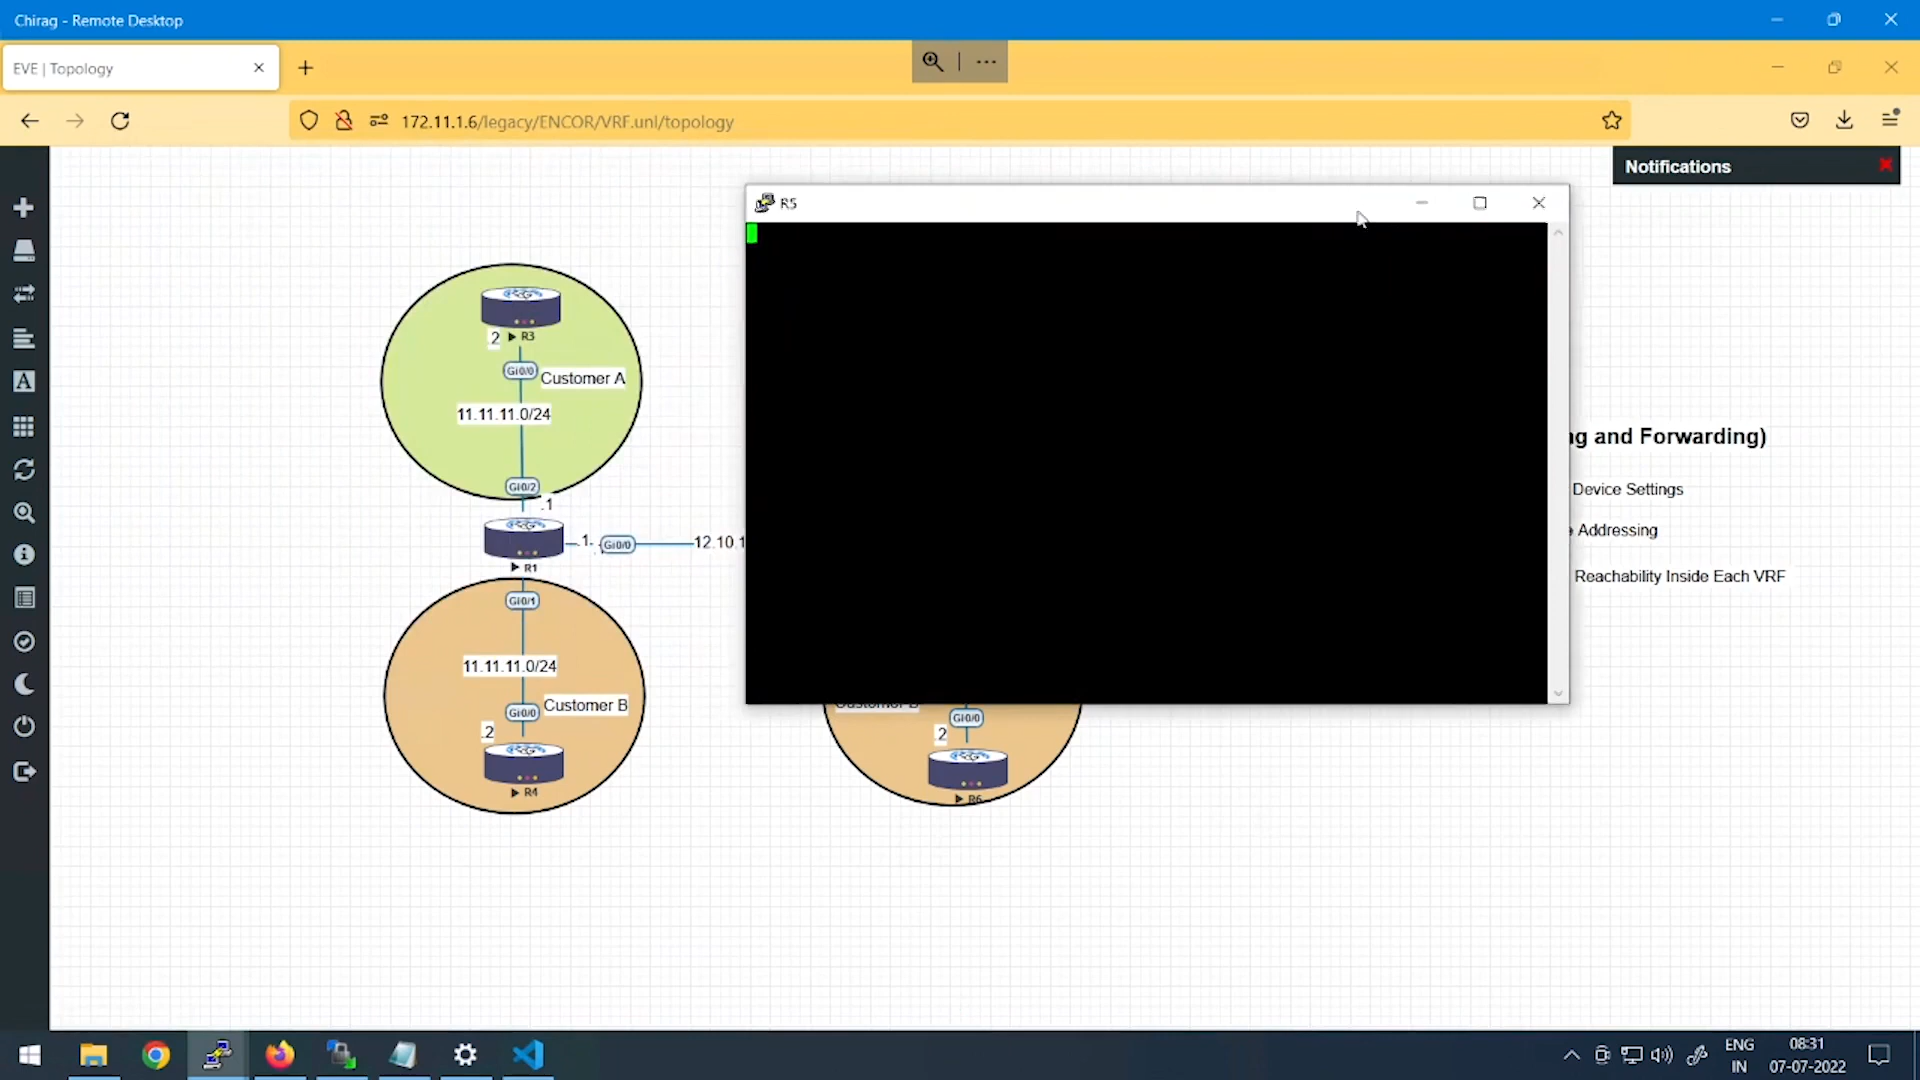 Chirag - Remote Desktop
EVE | Topology
172.11.1.6/legacy/ENCOR/VRF.unl/topology
Notifications
R5
2
R3
Gi0/0
Customer A
11.11.11.0/24
Gi0/2
.1
.1
Gi0/0
12.10.1
R1
Gi0/1
11.11.11.0/24
Gi0/0
Customer B
.2
R4
ng and Forwarding)
Device Settings
Addressing
Reachability Inside Each VRF
Gi0/0
2
R6
ENG
IN
08:31
07-07-2022